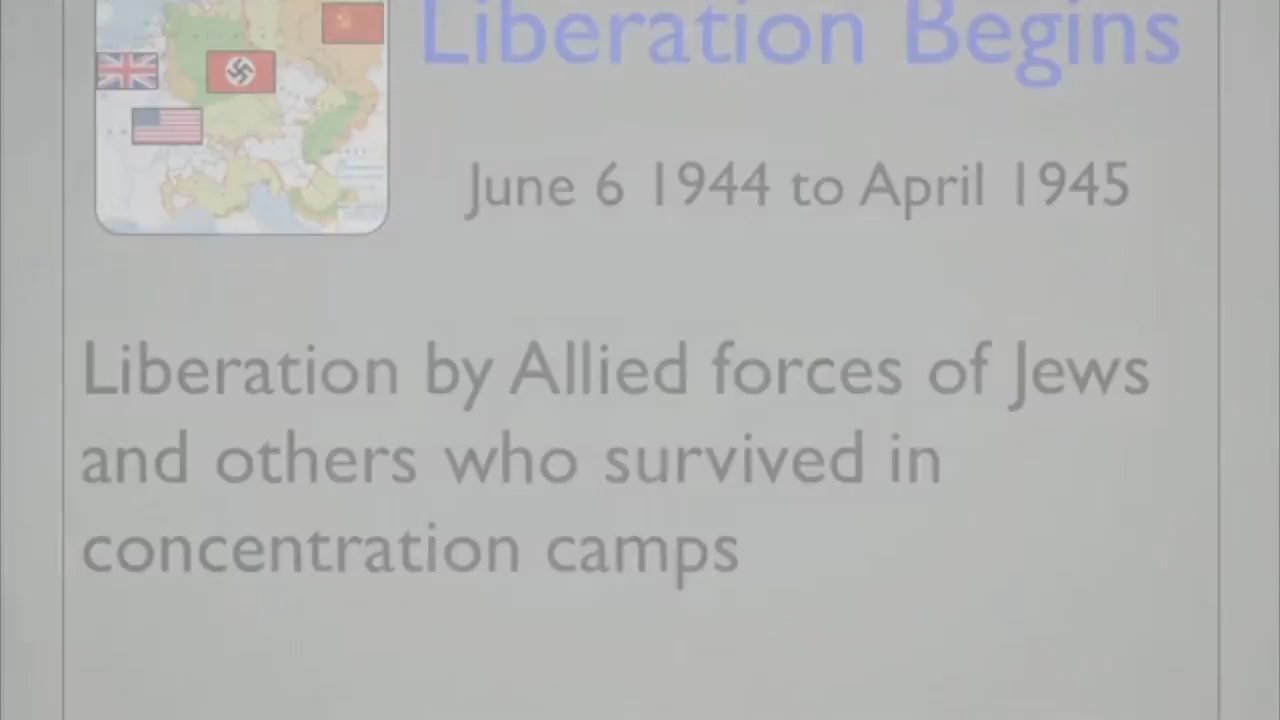 Liberation Begins
June 6 1944 to April 1945
Liberation by Allied forces of Jews
and others who survived in
concentration camps